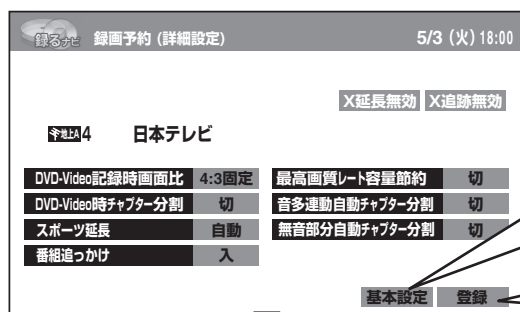 録るナビ 録画予約 (詳細設定) 5/3 (火) 18:00
X延長無効 X追跡無効
地上A 4 日本テレビ
DVD-Video記録時画面比 4:3固定 最高画質レート容量節約 切
DVD-Video時チャプター分割 切 音多連動自動チャプター分割 切
スポーツ延長 自動 無音部分自動チャプター分割 切
番組追っかけ 入
基本設定 登録